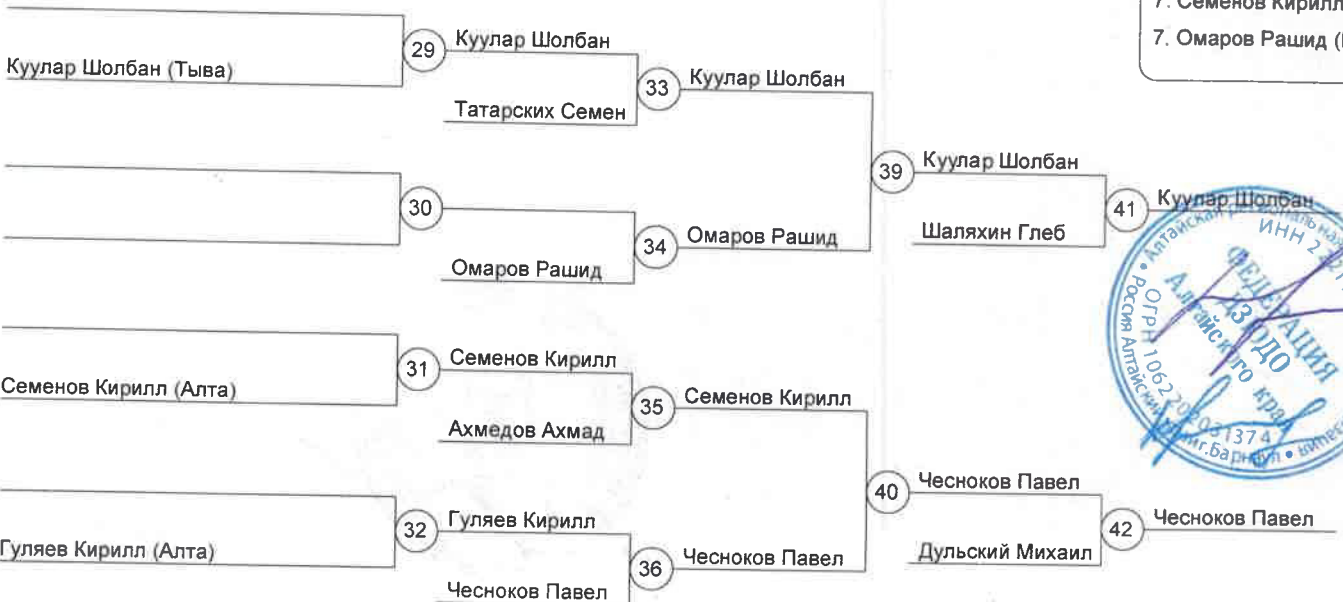 7. Семенов Кирилл
7. Омаров Рашид (
Куулар Шолбан (Тыва)
29
Куулар Шолбан
Татарских Семен
33
Куулар Шолбан
30
Омаров Рашид
34
Омаров Рашид
39
Куулар Шолбан
Шаляхин Глеб
41
Куулар Шолбан
Семенов Кирилл (Алта)
31
Семенов Кирилл
Ахмедов Ахмад
35
Семенов Кирилл
Гуляев Кирилл (Алта)
32
Гуляев Кирилл
Чесноков Павел
36
Чесноков Павел
40
Чесноков Павел
Дульский Михаил
42
Чесноков Павел
ФЕДЕРАЦИЯ
ДЗЮДО
Алтайского края
ИНН
ОГРН 1062202031374
Россия Алтайский
г.Барнаул